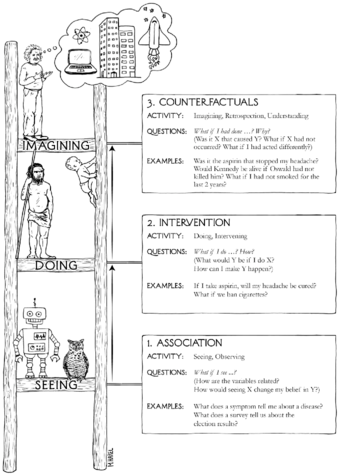 3. COUNTERFACTUALS
ACTIVITY: Imagining, Retrospection, Understanding
QUESTIONS: What if I had done …? Why?
(Was it X that caused Y? What if X had not
occurred? What if I had acted differently?)
EXAMPLES: Was it the aspirin that stopped my headache?
Would Kennedy be alive if Oswald had not
killed him? What if I had not smoked for the
last 2 years?
IMAGINING
2. INTERVENTION
ACTIVITY: Doing, Intervening
QUESTIONS: What if I do …? How?
(What would Y be if I do X?
How can I make Y happen?)
EXAMPLES: If I take aspirin, will my headache be cured?
What if we ban cigarettes?
DOING
1. ASSOCIATION
ACTIVITY: Seeing, Observing
QUESTIONS: What if I see …?
(How are the variables related?
How would seeing X change my belief in Y?)
EXAMPLES: What does a symptom tell me about a disease?
What does a survey tell us about the
election results?
SEEING